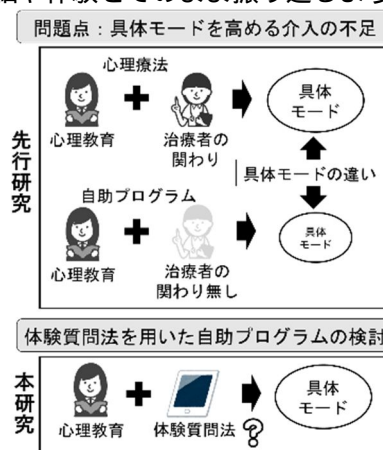 問題点：具体モードを高める介入の不足
心理療法
心理教育
治療者の
関わり
具体
モード
先行研究
具体モードの違い
自助プログラム
心理教育
治療者の
関わり無し
具体
モード
体験質問法を用いた自助プログラムの検討
本研究
心理教育
体験質問法
?
具体
モード